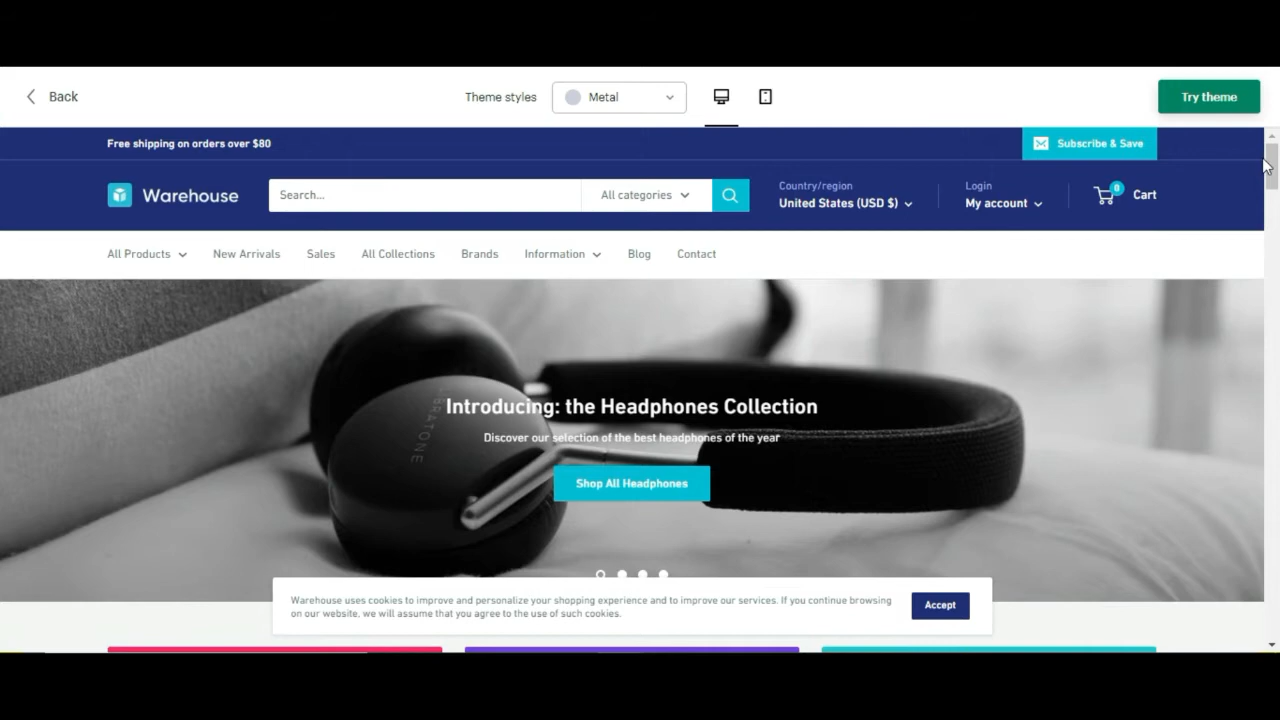 Back
Theme styles
Metal
Try theme
Free shipping on orders over $80
Subscribe & Save
Warehouse
Search...
All categories
Country/region
United States (USD $)
Login
My account
0
Cart
All Products
New Arrivals
Sales
All Collections
Brands
Information
Blog
Contact
BRATONE
Introducing: the Headphones Collection
Discover our selection of the best headphones of the year
Shop All Headphones
Warehouse uses cookies to improve and personalize your shopping experience and to improve our services. If you continue browsing
on our website, we will assume that you agree to the use of such cookies.
Accept